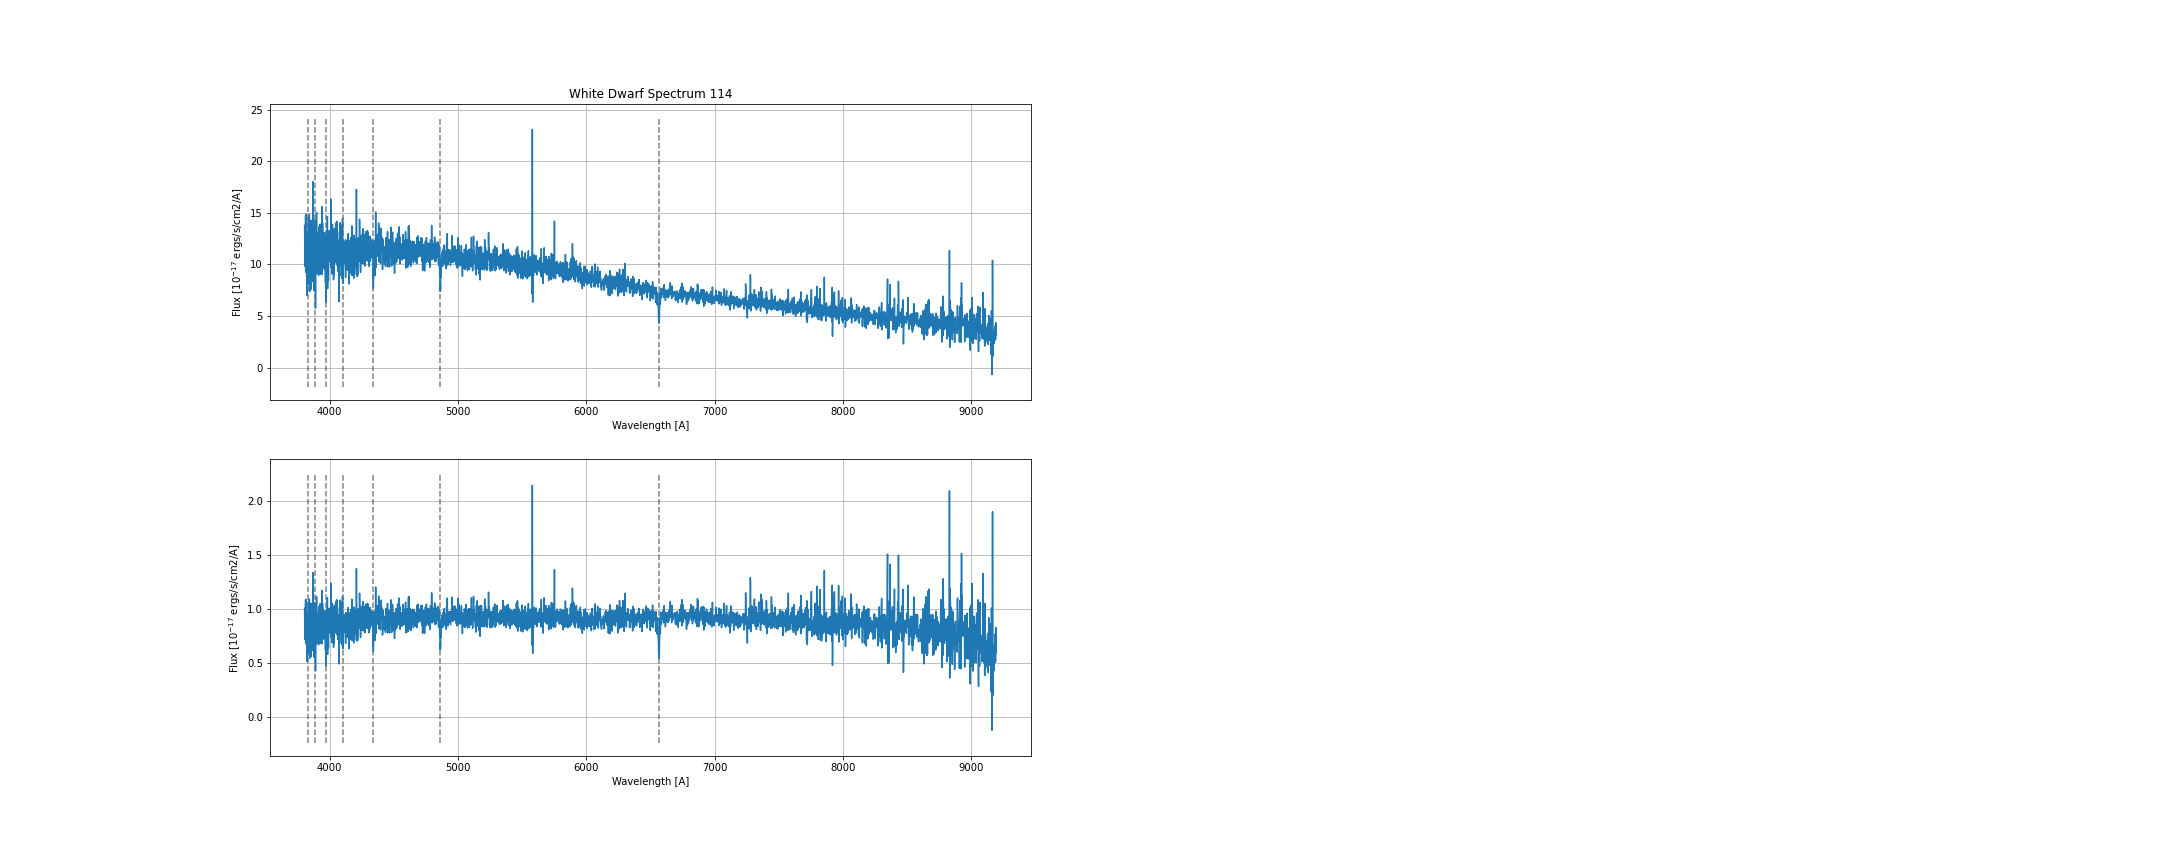 White Dwarf Spectrum 114
25
20
15
10
5
0
Flux [10⁻¹⁷ ergs/s/cm2/A]
4000 5000 6000 7000 8000 9000
Wavelength [A]
2.0
1.5
1.0
0.5
0.0
Flux [10⁻¹⁷ ergs/s/cm2/A]
4000 5000 6000 7000 8000 9000
Wavelength [A]